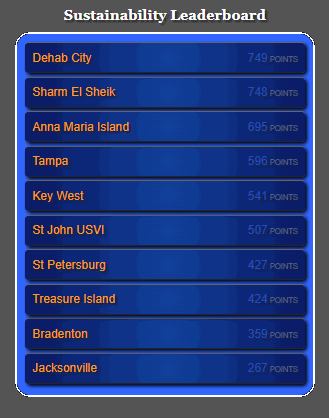 Sustainability Leaderboard
Dehab City 749 POINTS
Sharm El Sheik 748 POINTS
Anna Maria Island 695 POINTS
Tampa 596 POINTS
Key West 541 POINTS
St John USVI 507 POINTS
St Petersburg 427 POINTS
Treasure Island 424 POINTS
Bradenton 359 POINTS
Jacksonville 267 POINTS